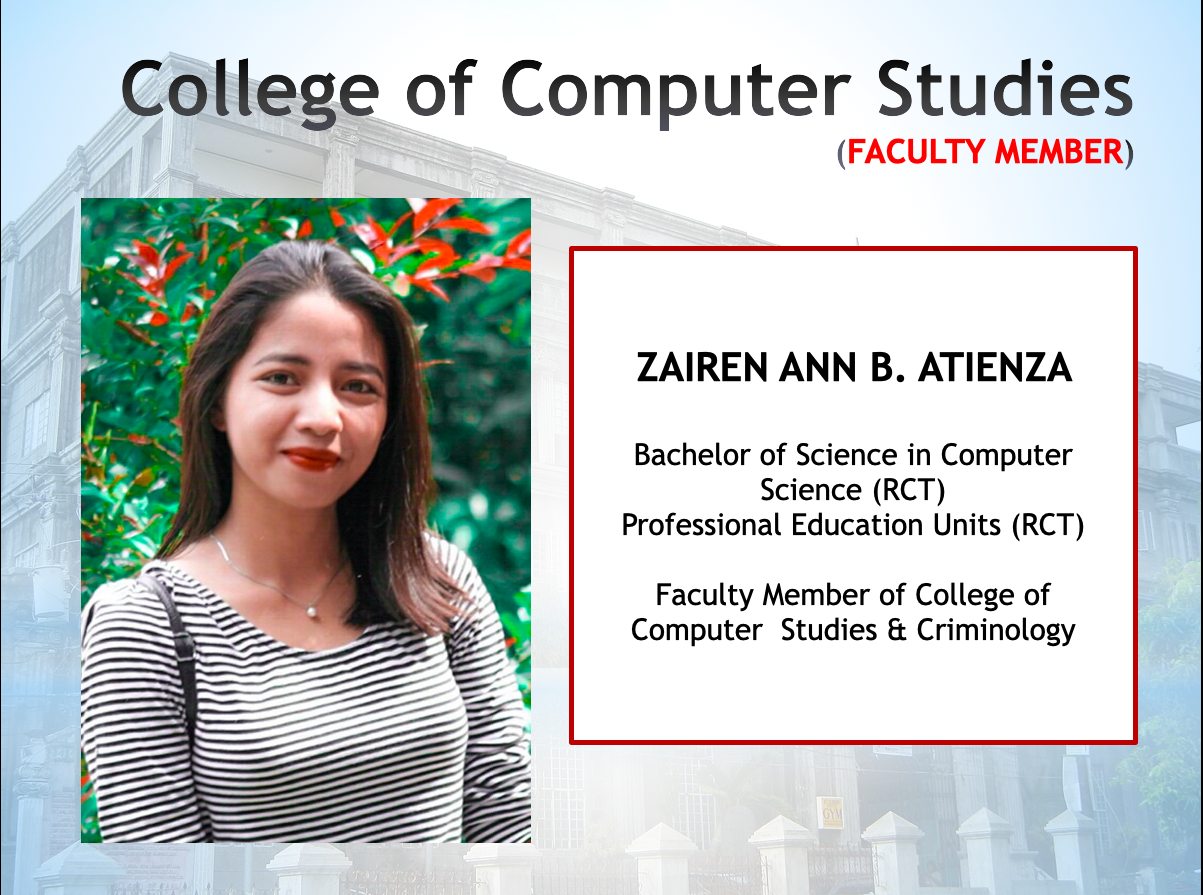 College of Computer Studies
(FACULTY MEMBER)
ZAIREN ANN B. ATIENZA
Bachelor of Science in Computer
Science (RCT)
Professional Education Units (RCT)
Faculty Member of College of
Computer  Studies & Criminology
GYM